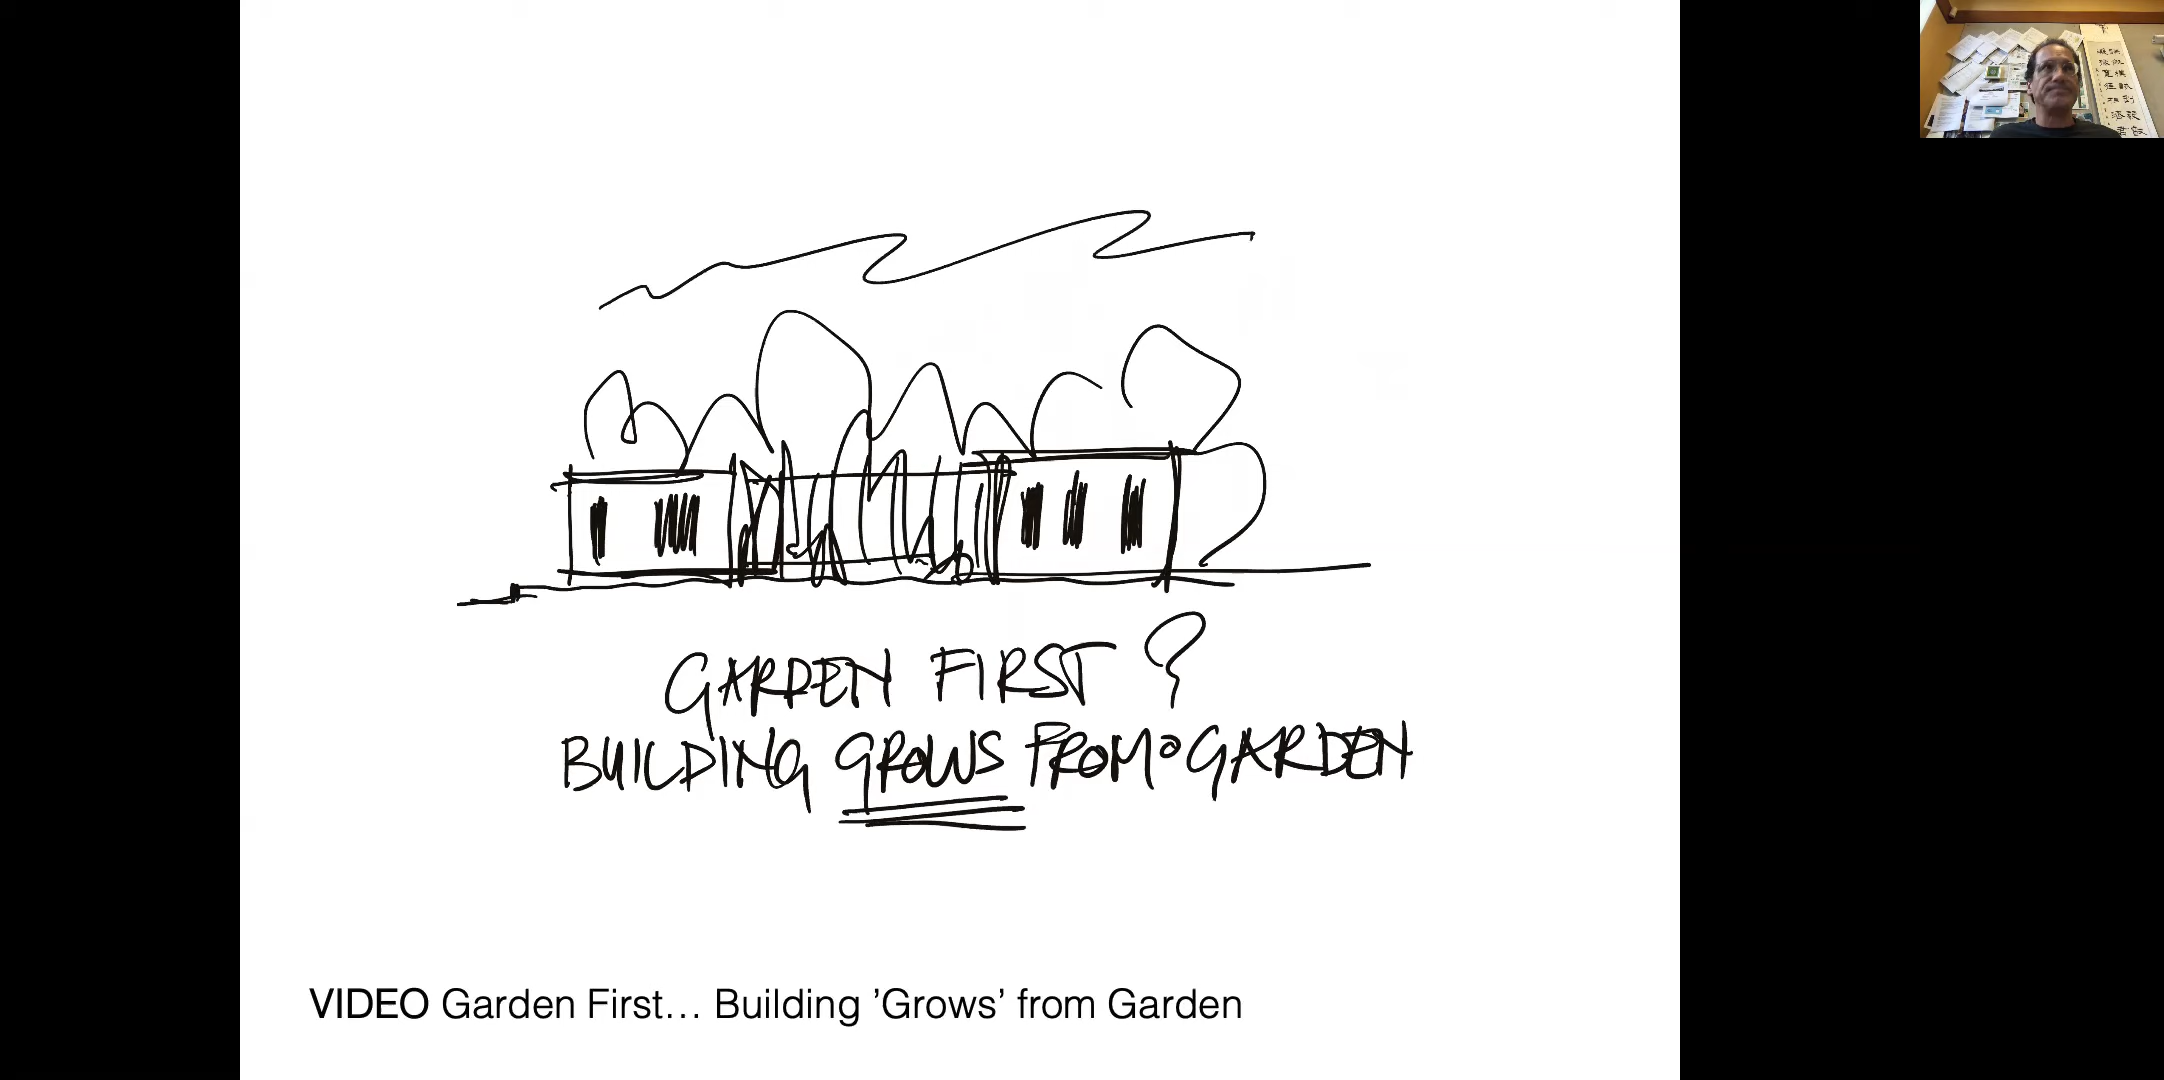 GARDEN FIRST?
BUILDING GROWS FROM GARDEN
VIDEO Garden First... Building 'Grows' from Garden